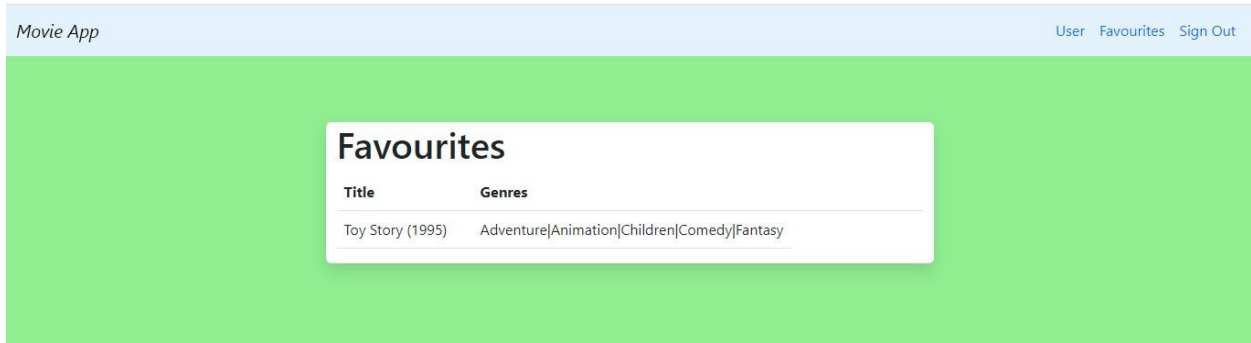 Movie App User Favourites Sign Out
Favourites
Title Genres
Toy Story (1995) Adventure|Animation|Children|Comedy|Fantasy